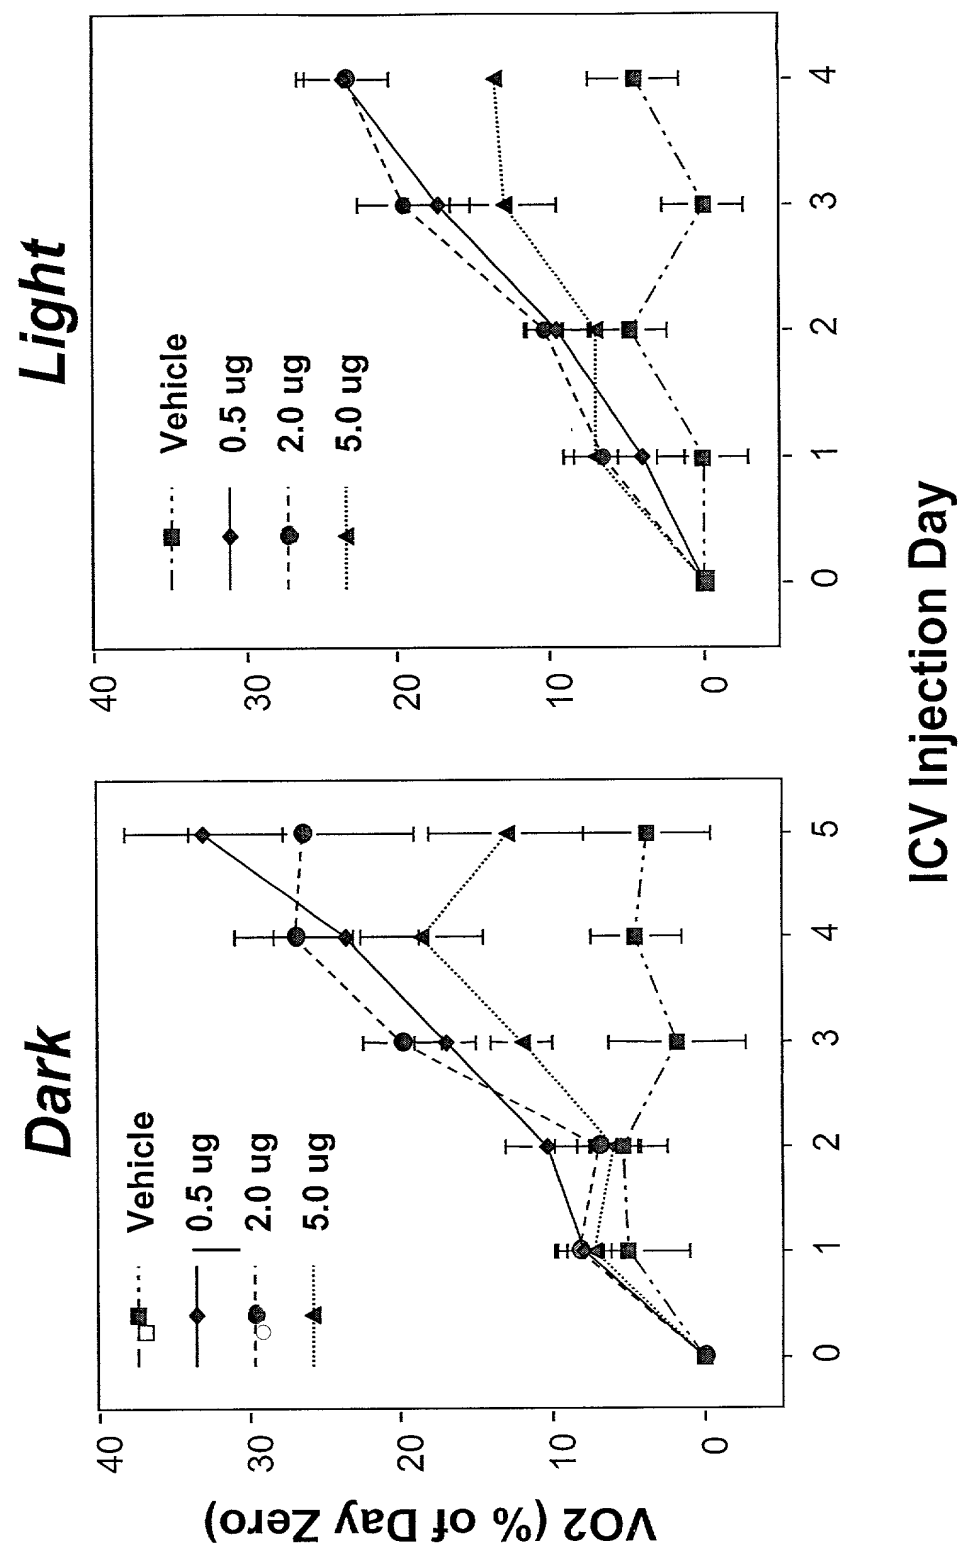 Dark
Light
Vehicle
0.5 ug
2.0 ug
5.0 ug
Vehicle
0.5 ug
2.0 ug
5.0 ug
VO2 (% of Day Zero)
40
30
20
10
0
0 1 2 3 4 5
40
30
20
10
0
0 1 2 3 4
ICV Injection Day